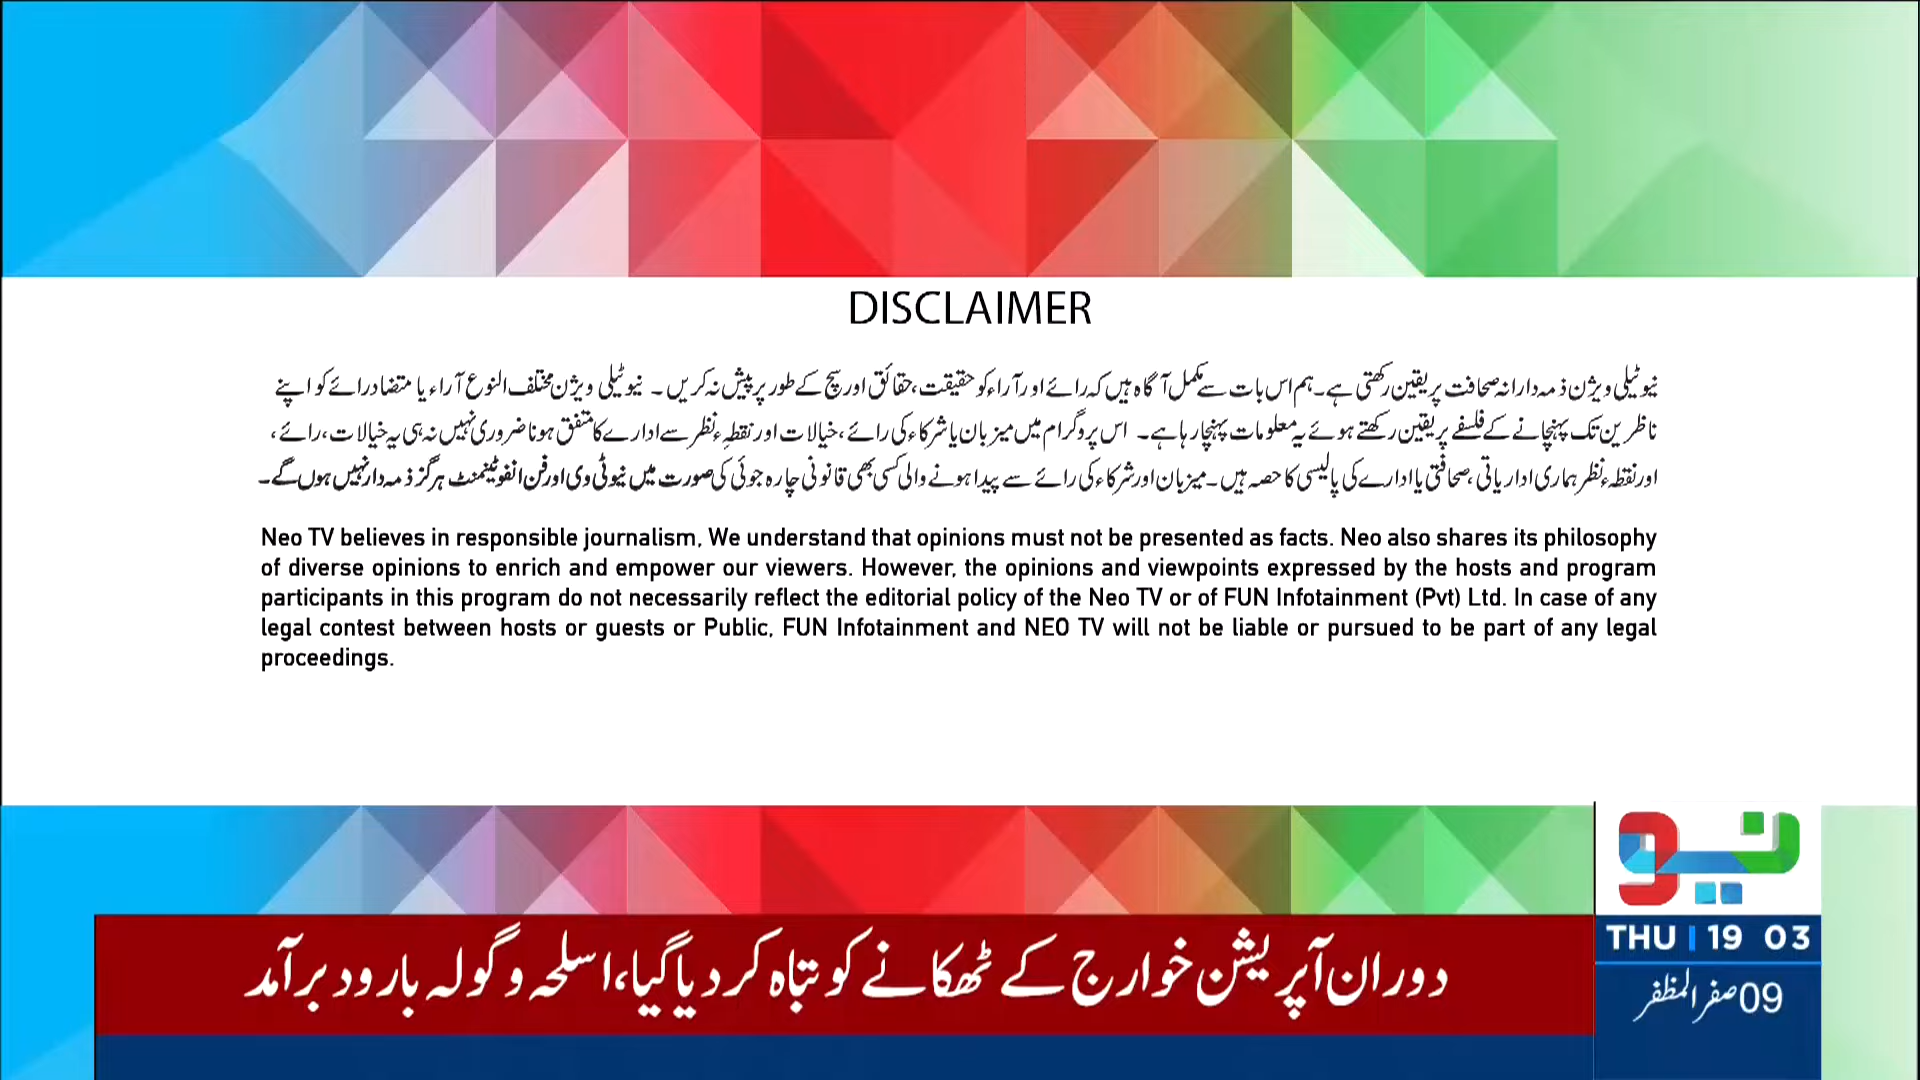 DISCLAIMER
نیو ٹیلی ویژن ذمہ دارانہ صحافت پر یقین رکھتی ہے۔ ہم اس بات سے مکمل آگاہ ہیں کہ رائے اور آراء کو حقیقت، حقائق اور سچ کے طور پر پیش نہ کریں ۔ نیو ٹیلی ویژن مختلف النوع آراء یا متضاد رائے کو اپنے
ناظرین تک پہنچانے کے فلسفے پر یقین رکھتے ہوئے یہ معلومات پہنچا رہا ہے۔ اس پروگرام میں میزبان یا شرکاء کی رائے ، خیالات اور نقطہِ نظر سے ادارے کا متفق ہونا ضروری نہیں نہ ہی یہ خیالات، رائے،
اور نقطہء نظر ہماری ادارياتی ، صحافتی یا ادارے کی پالیسی کا حصہ ہیں۔ میزبان اور شرکاء کی رائے سے پیدا ہونے والی کسی بھی قانونی چارہ جوئی کی صورت میں نیو ٹی وی اور فن انفوٹینمنٹ ہرگز ذمہ دار نہیں ہوں گے۔
Neo TV believes in responsible journalism, We understand that opinions must not be presented as facts. Neo also shares its philosophy
of diverse opinions to enrich and empower our viewers. However, the opinions and viewpoints expressed by the hosts and program
participants in this program do not necessarily reflect the editorial policy of the Neo TV or of FUN Infotainment (Pvt) Ltd. In case of any
legal contest between hosts or guests or Public, FUN Infotainment and NEO TV will not be liable or pursued to be part of any legal
proceedings.
نیو
THU | 19 03
09 صفر المظفر
دوران آپریشن خوارج کے ٹھکانے کو تباہ کر دیا گیا، اسلحہ و گولہ بارود برآمد